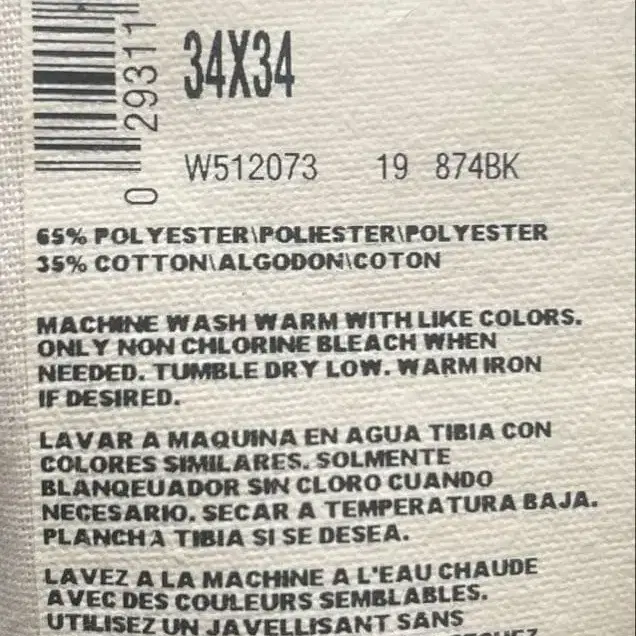 34X34
0 29311
W512073 19 874BK
65% POLYESTER\POLIESTER\POLYESTER
35% COTTON\ALGODON\COTON
MACHINE WASH WARM WITH LIKE COLORS.
ONLY NON CHLORINE BLEACH WHEN
NEEDED. TUMBLE DRY LOW. WARM IRON
IF DESIRED.
LAVAR A MAQUINA EN AGUA TIBIA CON
COLORES SIMILARES. SOLMENTE
BLANQEUADOR SIN CLORO CUANDO
NECESARIO. SECAR A TEMPERATURA BAJA.
PLANCHA TIBIA SI SE DESEA.
LAVEZ A LA MACHINE A L'EAU CHAUDE
AVEC DES COULEURS SEMBLABLES.
UTILISEZ UN JAVELLISANT SANS